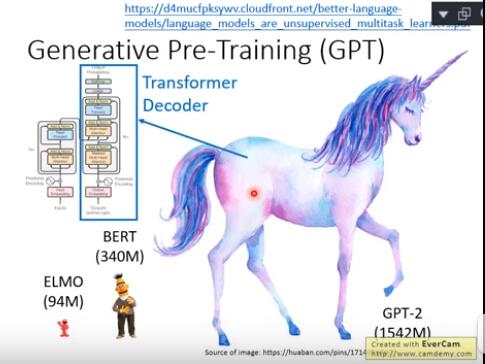 https://d4mucfpksywv.cloudfront.net/better-language-
models/language_models_are_unsupervised_multitask_learners.pdf
Generative Pre-Training (GPT)
Transformer
Decoder
BERT
(340M)
ELMO
(94M)
GPT-2
(1542M)
Source of image: https://huaban.com/pins/1714
Created with EverCam.
http://www.camdemy.com